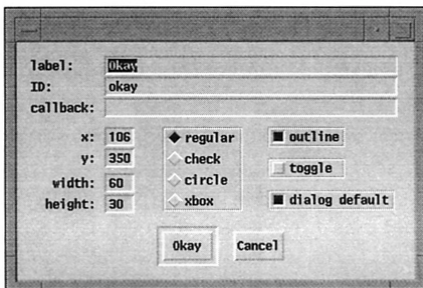 label: Okay
ID: okay
callback:
x: 106
y: 350
width: 60
height: 30
regular
check
circle
xbox
outline
toggle
dialog default
Okay Cancel